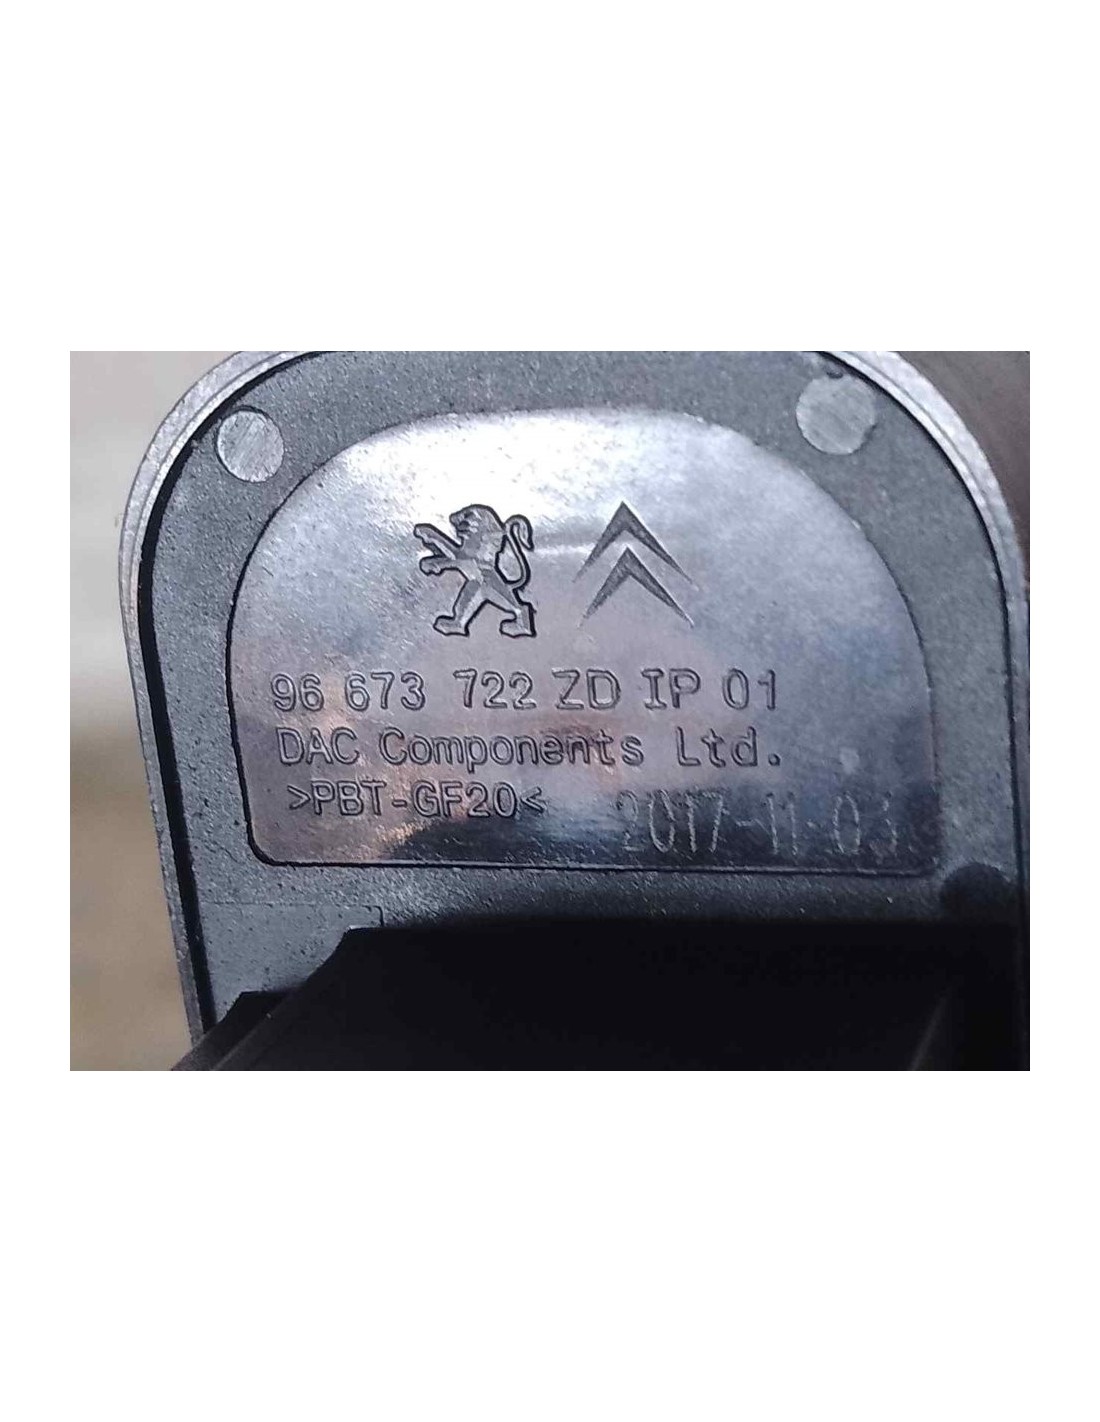 96 673 722 ZD IP 01
DAC Components Ltd.
>PBT-GF20< 2017-11-03